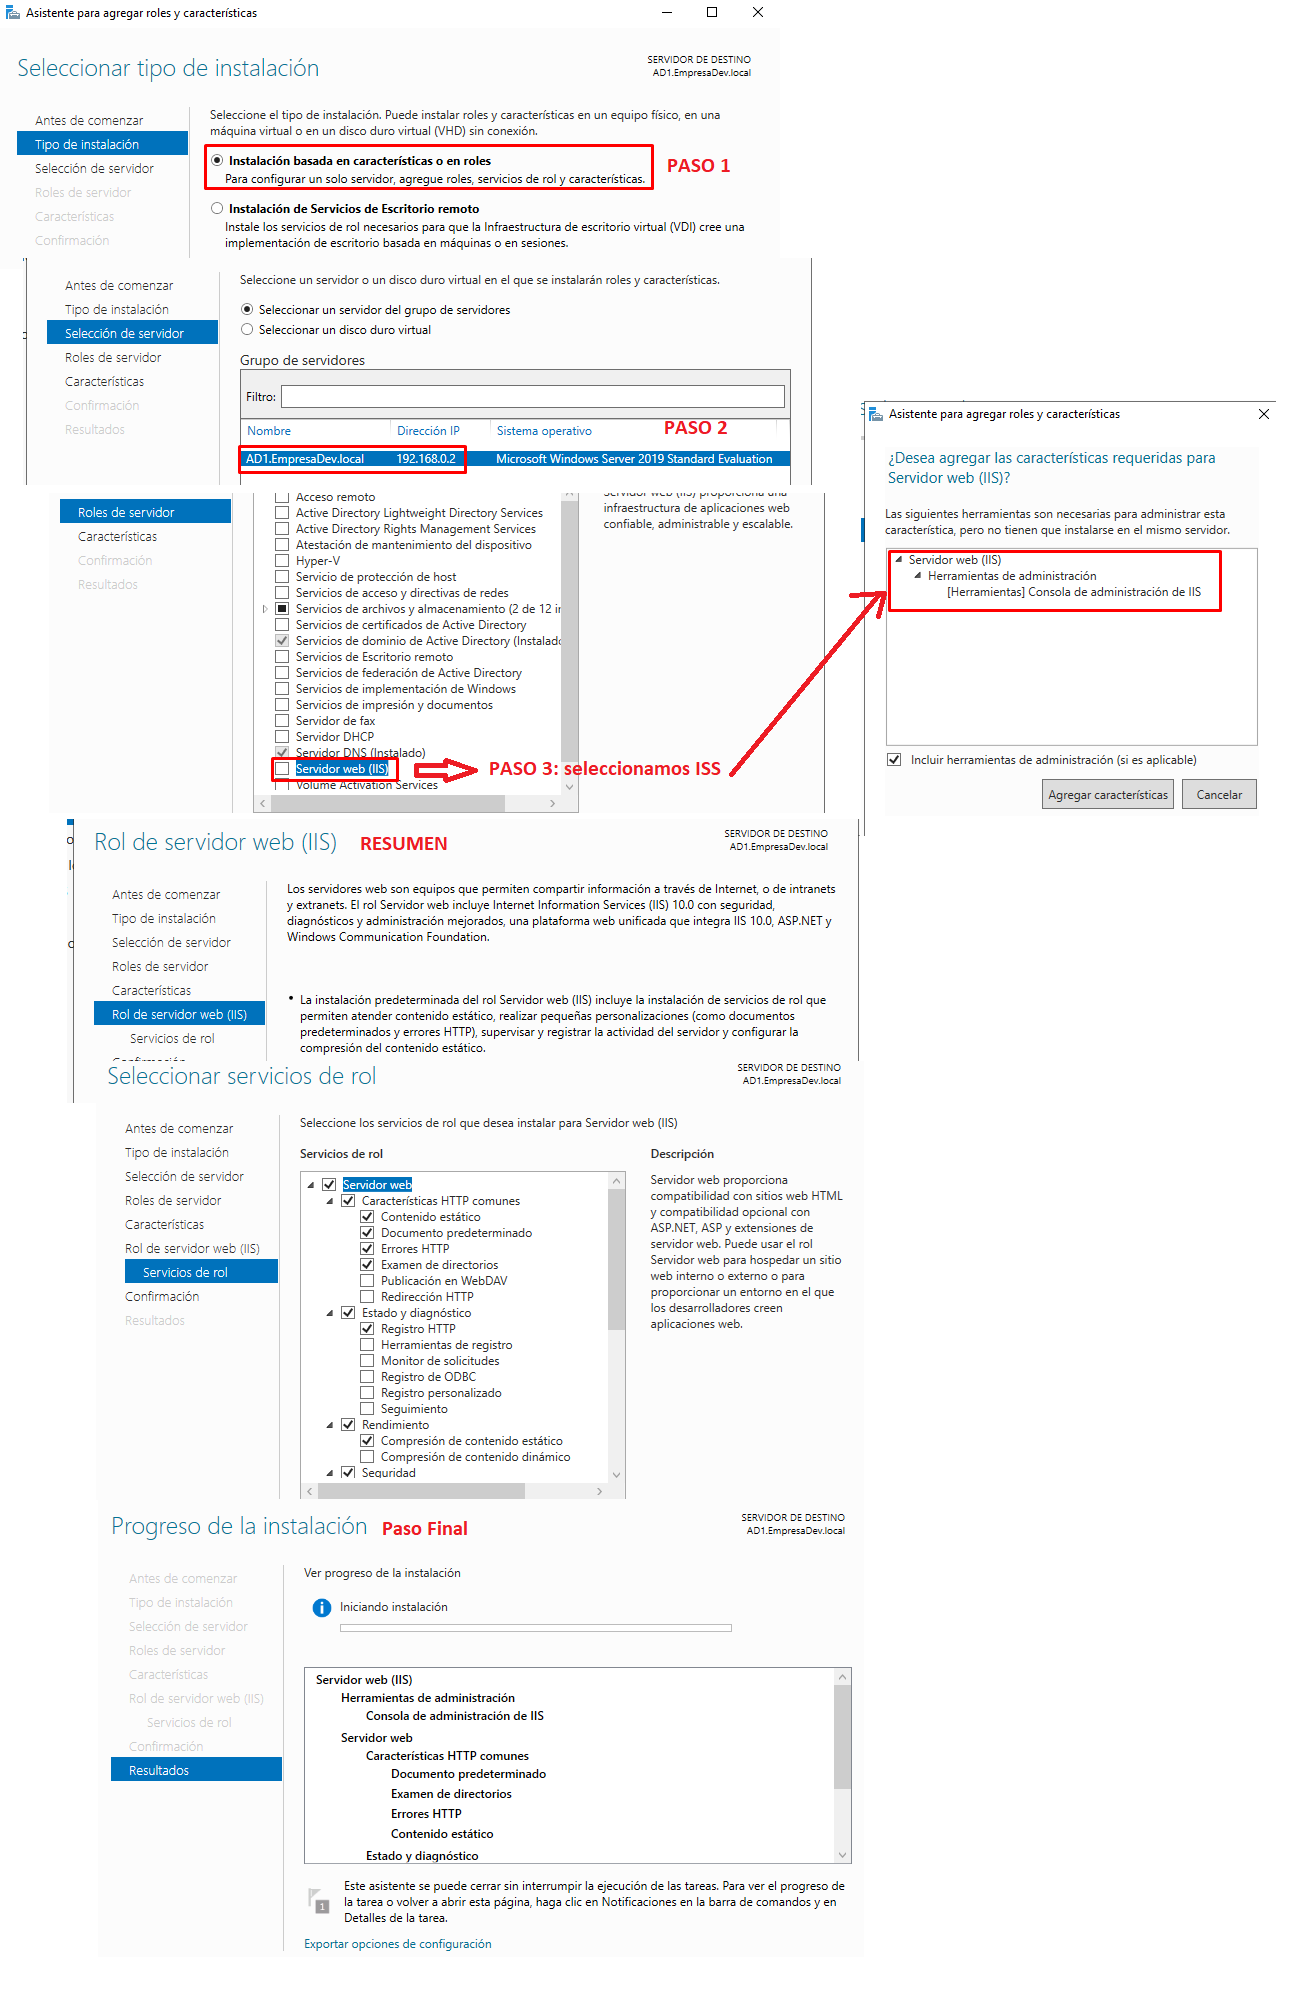 Asistente para agregar roles y características
Seleccionar tipo de instalación
SERVIDOR DE DESTINO
AD1.EmpresaDev.local
Antes de comenzar
Tipo de instalación
Selección de servidor
Roles de servidor
Características
Confirmación
Seleccione el tipo de instalación. Puede instalar roles y características en un equipo físico, en una
máquina virtual o en un disco duro virtual (VHD) sin conexión.
Instalación basada en características o en roles
Para configurar un solo servidor, agregue roles, servicios de rol y características.
PASO 1
Instalación de Servicios de Escritorio remoto
Instale los servicios de rol necesarios para que la Infraestructura de escritorio virtual (VDI) cree una
implementación de escritorio basada en máquinas o en sesiones.
Antes de comenzar
Tipo de instalación
Selección de servidor
Roles de servidor
Características
Confirmación
Resultados
Seleccione un servidor o un disco duro virtual en el que se instalarán roles y características.
Seleccionar un servidor del grupo de servidores
Seleccionar un disco duro virtual
Grupo de servidores
Filtro:
Nombre Dirección IP Sistema operativo
PASO 2
AD1.EmpresaDev.local 192.168.0.2 Microsoft Windows Server 2019 Standard Evaluation
Roles de servidor
Características
Confirmación
Resultados
Acceso remoto
Active Directory Lightweight Directory Services
Active Directory Rights Management Services
Atestación de mantenimiento del dispositivo
Hyper-V
Servicio de protección de host
Servicios de acceso y directivas de redes
Servicios de archivos y almacenamiento (2 de 12 in
Servicios de certificados de Active Directory
Servicios de dominio de Active Directory (Instalado
Servicios de Escritorio remoto
Servicios de federación de Active Directory
Servicios de implementación de Windows
Servicios de impresión y documentos
Servidor de fax
Servidor DHCP
Servidor DNS (Instalado)
Servidor web (IIS)
Volume Activation Services
PASO 3: seleccionamos ISS
Servidor web (IIS) proporciona una
infraestructura de aplicaciones web
confiable, administrable y escalable.
Asistente para agregar roles y características
¿Desea agregar las características requeridas para
Servidor web (IIS)?
Las siguientes herramientas son necesarias para administrar esta
característica, pero no tienen que instalarse en el mismo servidor.
Servidor web (IIS)
Herramientas de administración
[Herramientas] Consola de administración de IIS
Incluir herramientas de administración (si es aplicable)
Agregar características
Cancelar
Rol de servidor web (IIS)
RESUMEN
SERVIDOR DE DESTINO
AD1.EmpresaDev.local
Antes de comenzar
Tipo de instalación
Selección de servidor
Roles de servidor
Características
Rol de servidor web (IIS)
Servicios de rol
Confirmación
Los servidores web son equipos que permiten compartir información a través de Internet, o de intranets
y extranets. El rol Servidor web incluye Internet Information Services (IIS) 10.0 con seguridad,
diagnósticos y administración mejorados, una plataforma web unificada que integra IIS 10.0, ASP.NET y
Windows Communication Foundation.
• La instalación predeterminada del rol Servidor web (IIS) incluye la instalación de servicios de rol que
permiten atender contenido estático, realizar pequeñas personalizaciones (como documentos
predeterminados y errores HTTP), supervisar y registrar la actividad del servidor y configurar la
compresión del contenido estático.
Seleccionar servicios de rol
SERVIDOR DE DESTINO
AD1.EmpresaDev.local
Antes de comenzar
Tipo de instalación
Selección de servidor
Roles de servidor
Características
Rol de servidor web (IIS)
Servicios de rol
Confirmación
Resultados
Seleccione los servicios de rol que desea instalar para Servidor web (IIS)
Servicios de rol
Servidor web
Características HTTP comunes
Contenido estático
Documento predeterminado
Errores HTTP
Examen de directorios
Publicación en WebDAV
Redirección HTTP
Estado y diagnóstico
Registro HTTP
Herramientas de registro
Monitor de solicitudes
Registro de ODBC
Registro personalizado
Seguimiento
Rendimiento
Compresión de contenido estático
Compresión de contenido dinámico
Seguridad
Descripción
Servidor web proporciona
compatibilidad con sitios web HTML
y compatibilidad opcional con
ASP.NET, ASP y extensiones de
servidor web. Puede usar el rol
Servidor web para hospedar un sitio
web interno o externo o para
proporcionar un entorno en el que
los desarrolladores creen
aplicaciones web.
Progreso de la instalación
Paso Final
SERVIDOR DE DESTINO
AD1.EmpresaDev.local
Antes de comenzar
Tipo de instalación
Selección de servidor
Roles de servidor
Características
Rol de servidor web (IIS)
Servicios de rol
Confirmación
Resultados
Ver progreso de la instalación
Iniciando instalación
Servidor web (IIS)
Herramientas de administración
Consola de administración de IIS
Servidor web
Características HTTP comunes
Documento predeterminado
Examen de directorios
Errores HTTP
Contenido estático
Estado y diagnóstico
1
Este asistente se puede cerrar sin interrumpir la ejecución de las tareas. Para ver el progreso de
la tarea o volver a abrir esta página, haga clic en Notificaciones en la barra de comandos y en
Detalles de la tarea.
Exportar opciones de configuración